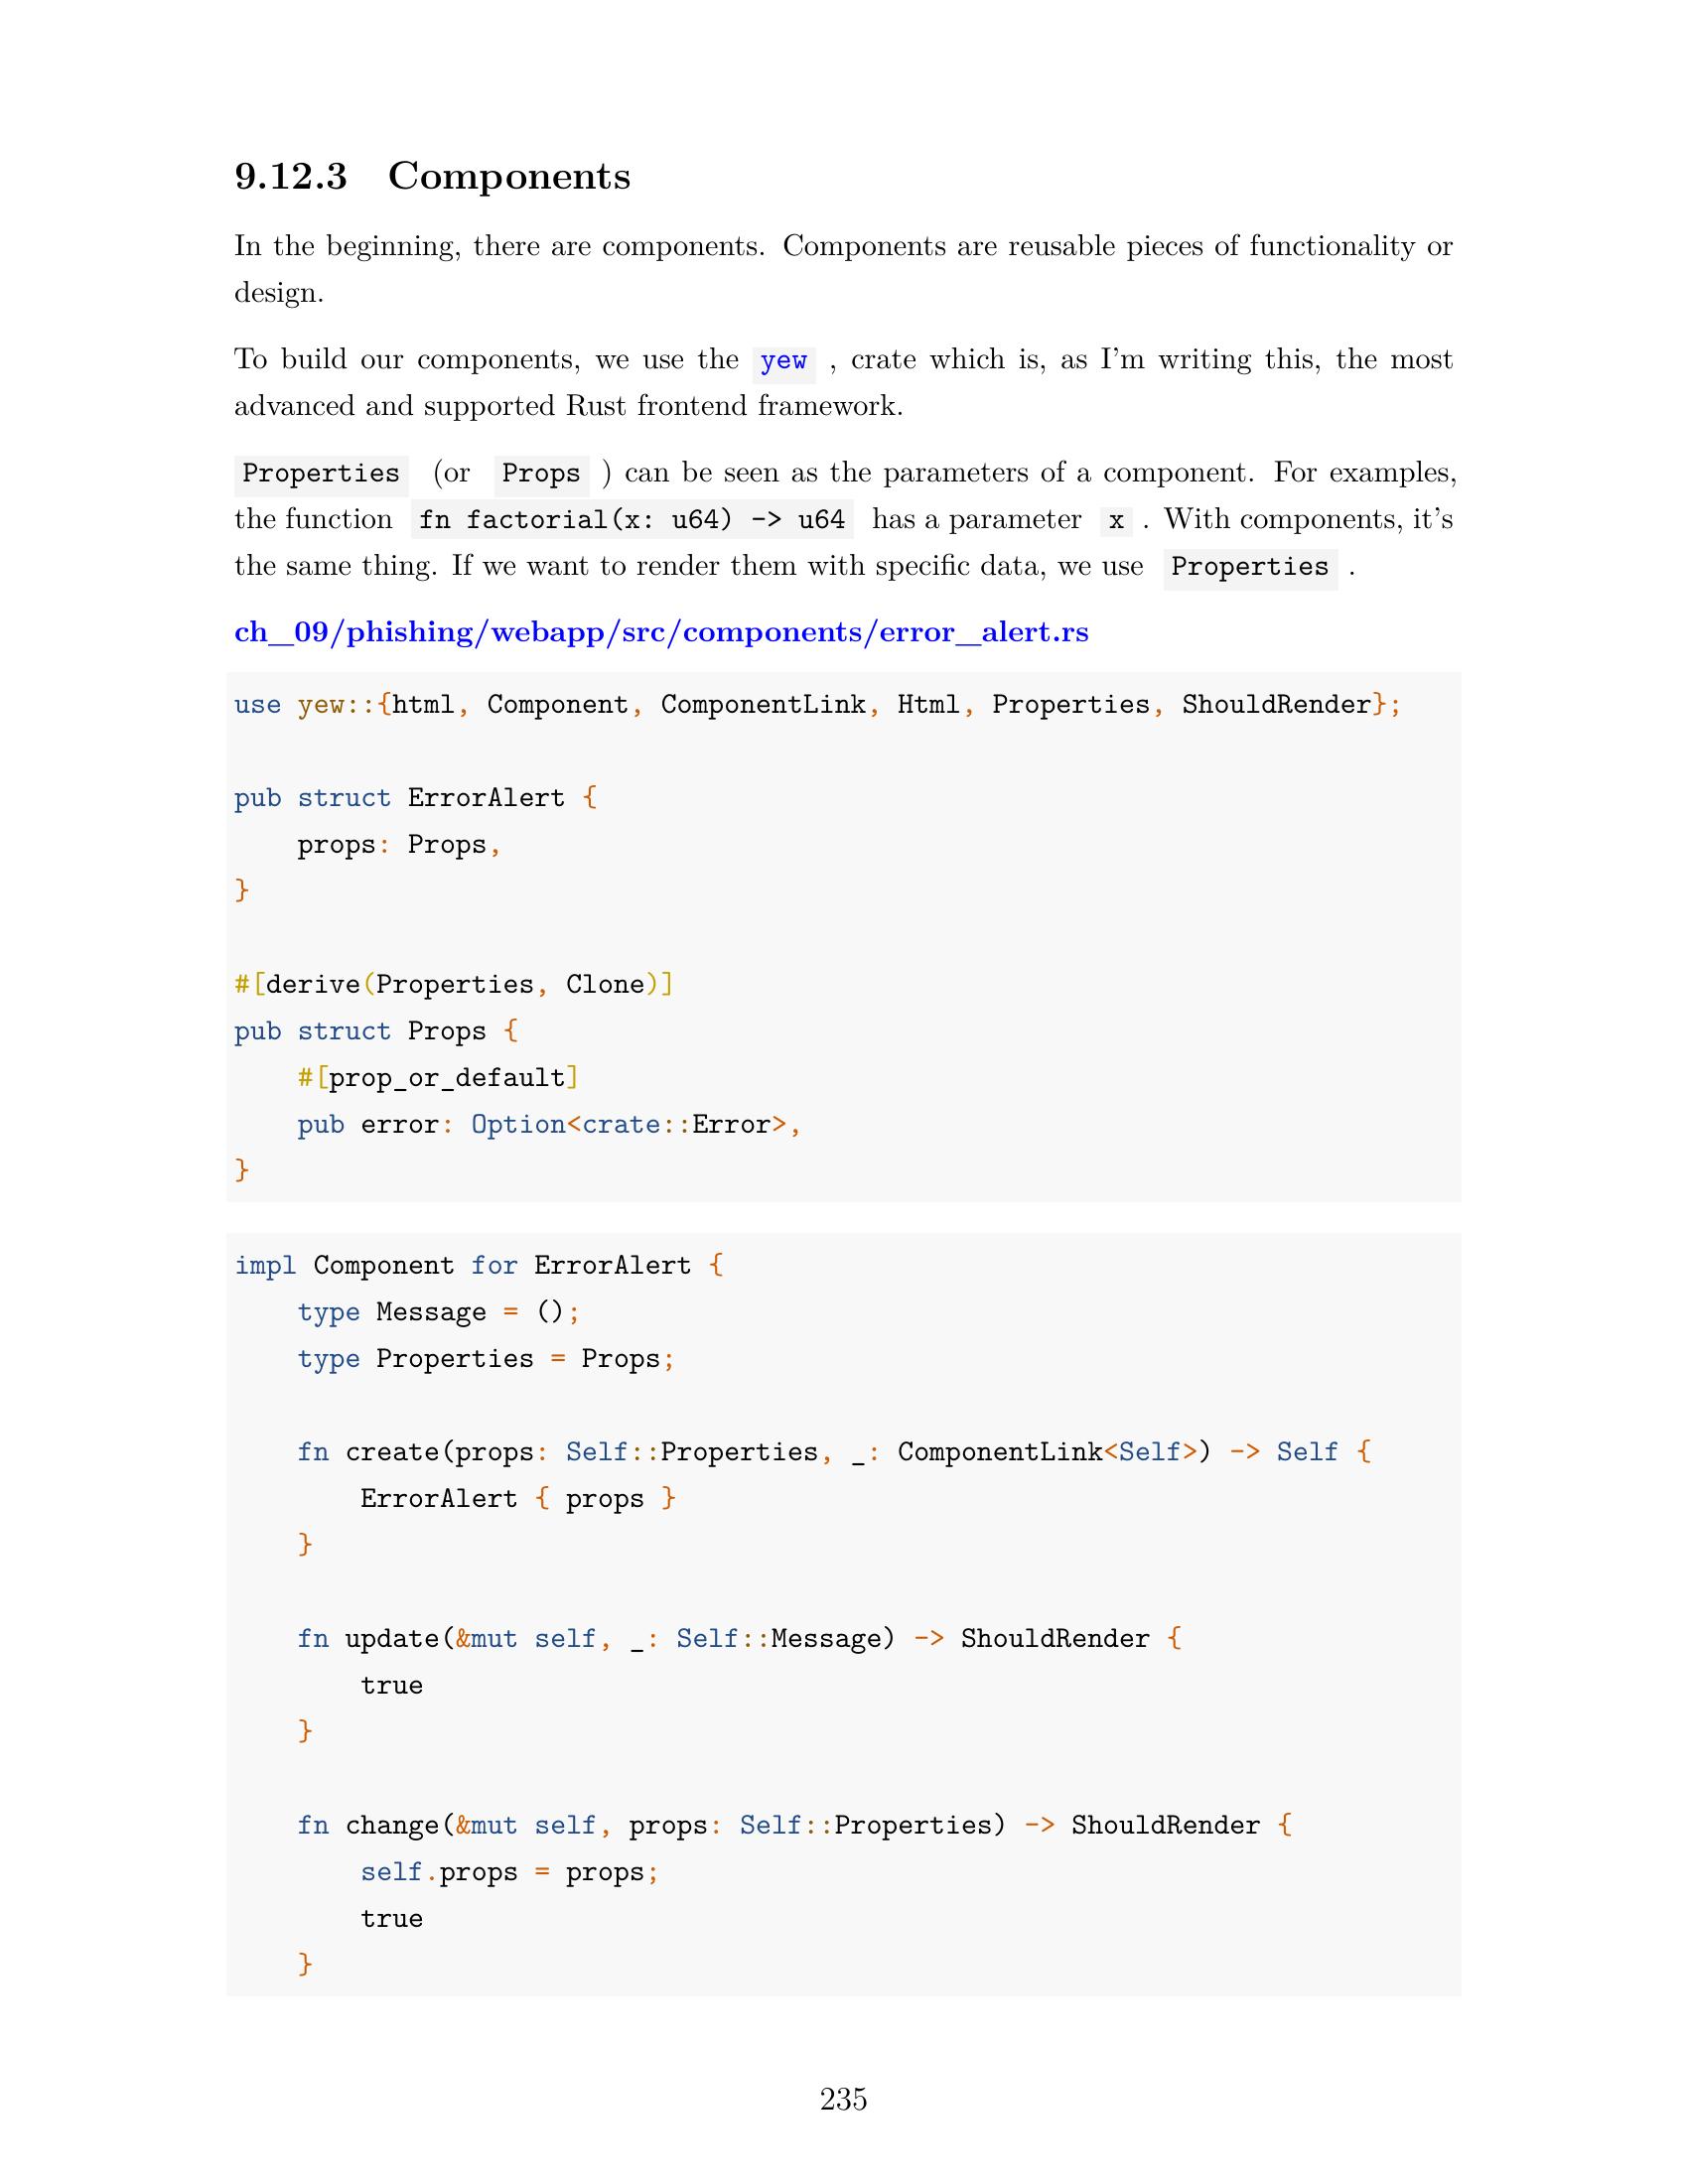 9.12.3 Components
In the beginning, there are components. Components are reusable pieces of functionality or
design.
To build our components, we use the yew , crate which is, as I'm writing this, the most
advanced and supported Rust frontend framework.
Properties (or Props ) can be seen as the parameters of a component. For examples,
the function fn factorial(x: u64) -> u64 has a parameter x . With components, it's
the same thing. If we want to render them with specific data, we use Properties .
ch_09/phishing/webapp/src/components/error_alert.rs
use yew::{html, Component, ComponentLink, Html, Properties, ShouldRender};
pub struct ErrorAlert {
    props: Props,
}
#[derive(Properties, Clone)]
pub struct Props {
    #[prop_or_default]
    pub error: Option<crate::Error>,
}
impl Component for ErrorAlert {
    type Message = ();
    type Properties = Props;
    fn create(props: Self::Properties, _: ComponentLink<Self>) -> Self {
        ErrorAlert { props }
    }
    fn update(&mut self, _: Self::Message) -> ShouldRender {
        true
    }
    fn change(&mut self, props: Self::Properties) -> ShouldRender {
        self.props = props;
        true
    }
235